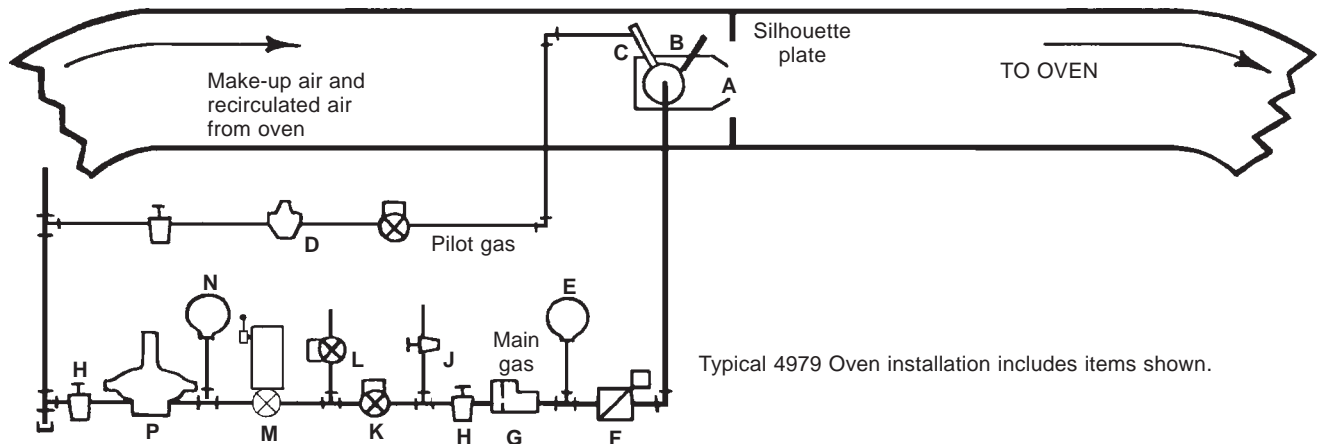 C
B
Silhouette
plate
A
TO OVEN
Make-up air and
recirculated air
from oven
D
Pilot gas
N
E
L
J
Main
gas
H
Typical 4979 Oven installation includes items shown.
P
M
K
H
G
F